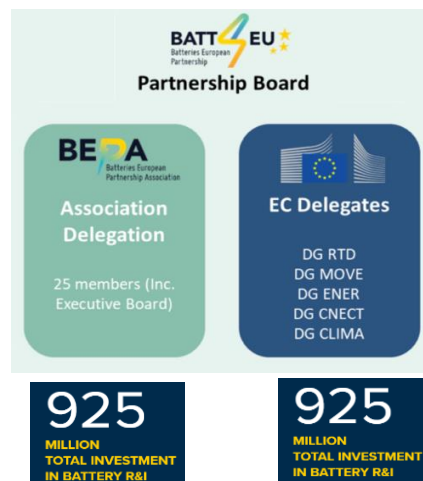 BATT4EU
Batteries European
Partnership
Partnership Board
BEPA
Batteries European
Partnership Association
Association
Delegation
25 members (Inc.
Executive Board)
EC Delegates
DG RTD
DG MOVE
DG ENER
DG CNECT
DG CLIMA
925
MILLION
TOTAL INVESTMENT
IN BATTERY R&I
925
MILLION
TOTAL INVESTMENT
IN BATTERY R&I